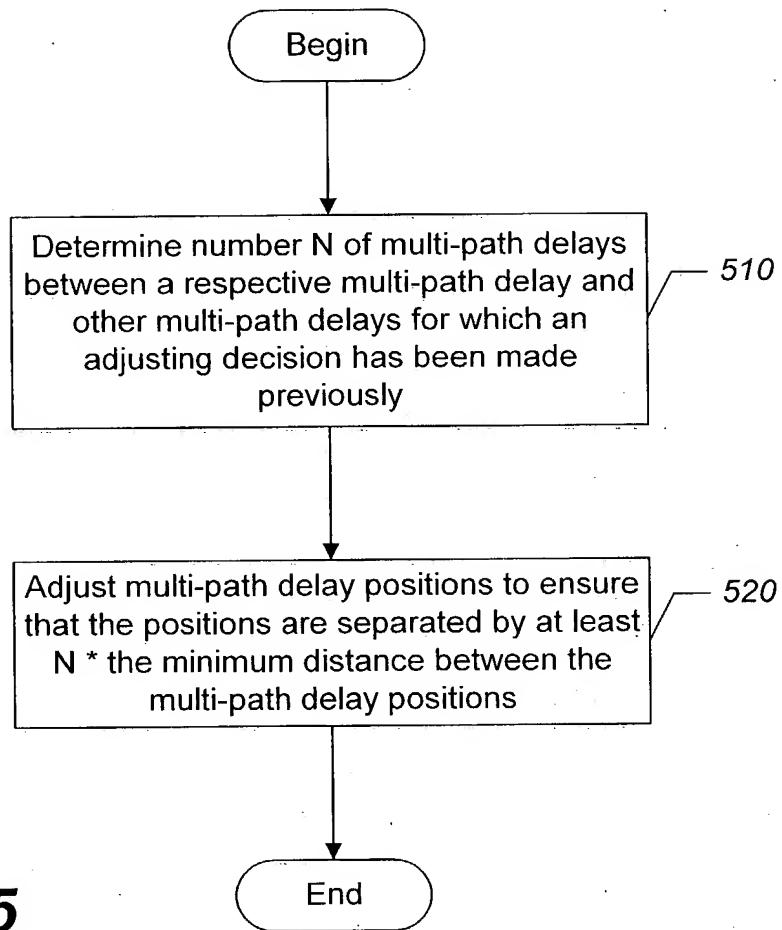 Begin
Determine number N of multi-path delays
between a respective multi-path delay and
other multi-path delays for which an
adjusting decision has been made
previously
510
Adjust multi-path delay positions to ensure
that the positions are separated by at least
N * the minimum distance between the
multi-path delay positions
520
End
5